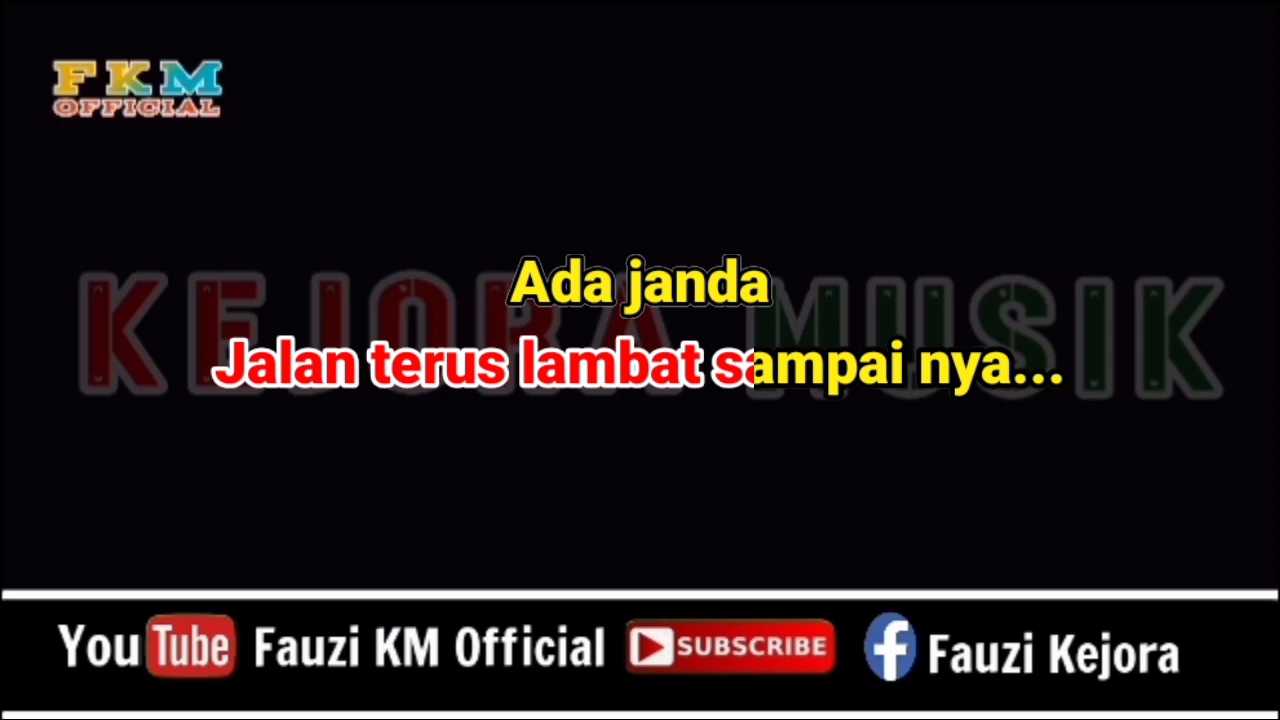 FKM
OFFICIAL
KEJORA MUSIK
Ada janda
Jalan terus lambat sampai nya...
YouTube Fauzi KM Official SUBSCRIBE f Fauzi Kejora